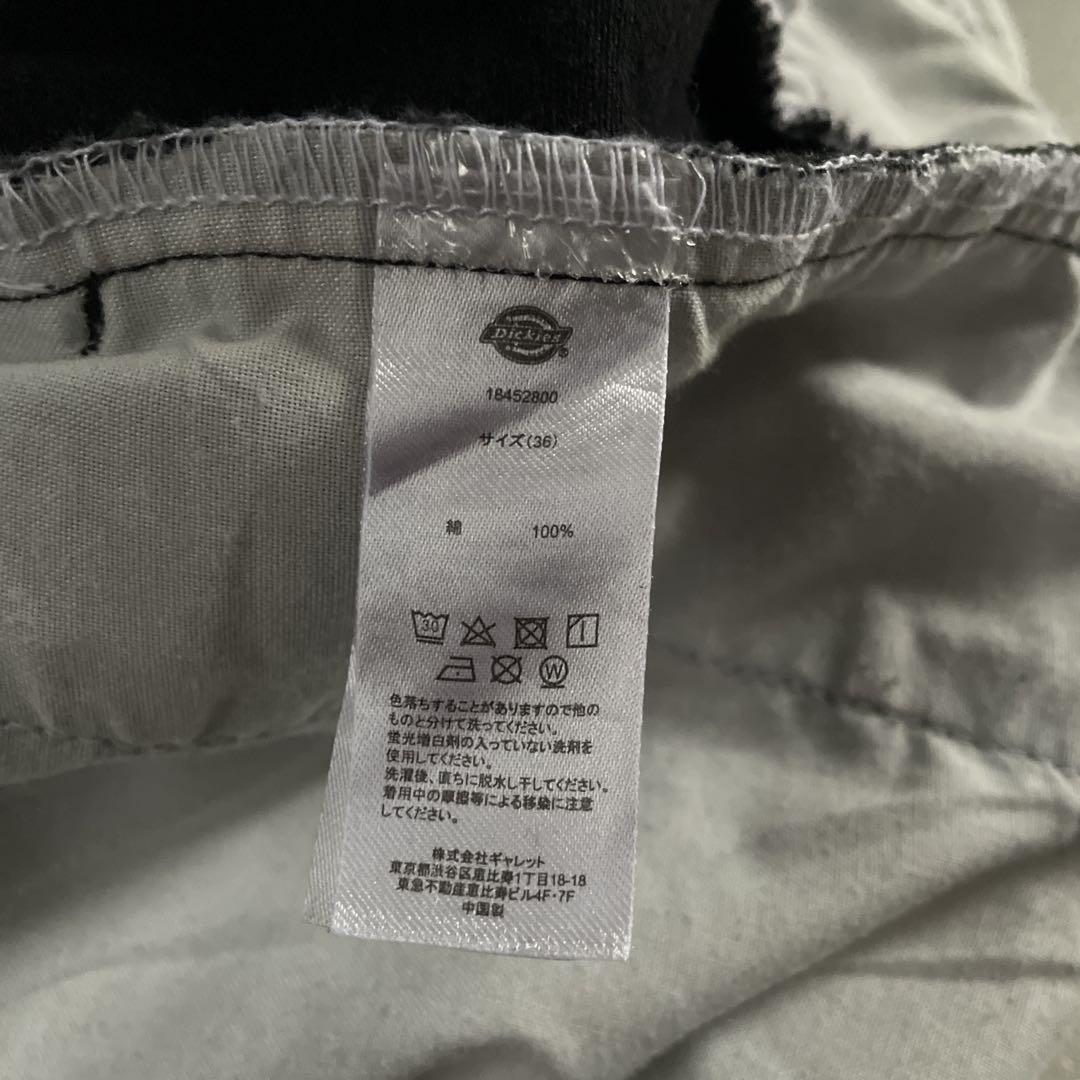 Dickies®
18452800
サイズ(36)
綿 100%
30
W
色落ちすることがありますので他の
ものと分けて洗ってください。
蛍光増白剤の入っていない洗剤を
使用してください。
洗濯後、直ちに脱水し干してください。
着用中の摩擦等による移染に注意
してください。
株式会社ギャレット
東京都渋谷区恵比寿1丁目18-18
東急不動産恵比寿ビル4F・7F
中国製